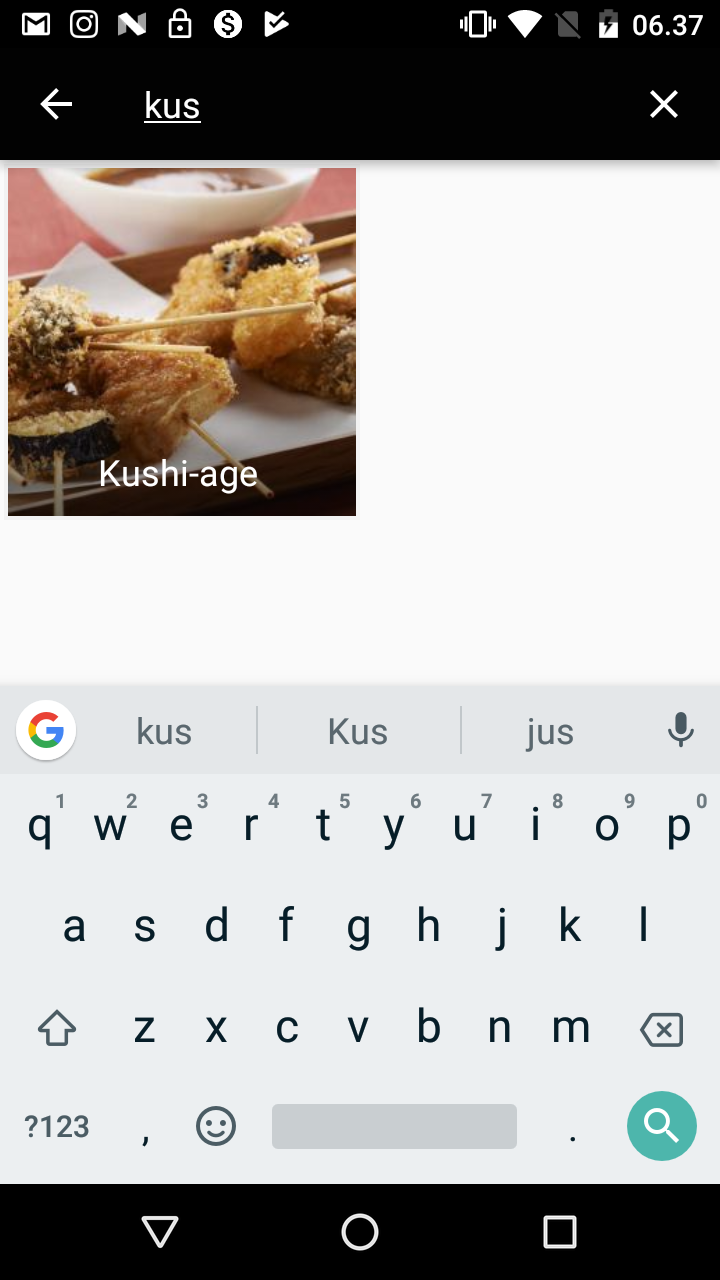 06.37
kus
Kushi-age
kus Kus jus
1 2 3 4 5 6 7 8 9 0
q w e r t y u i o p
a s d f g h j k l
z x c v b n m
?123 , .